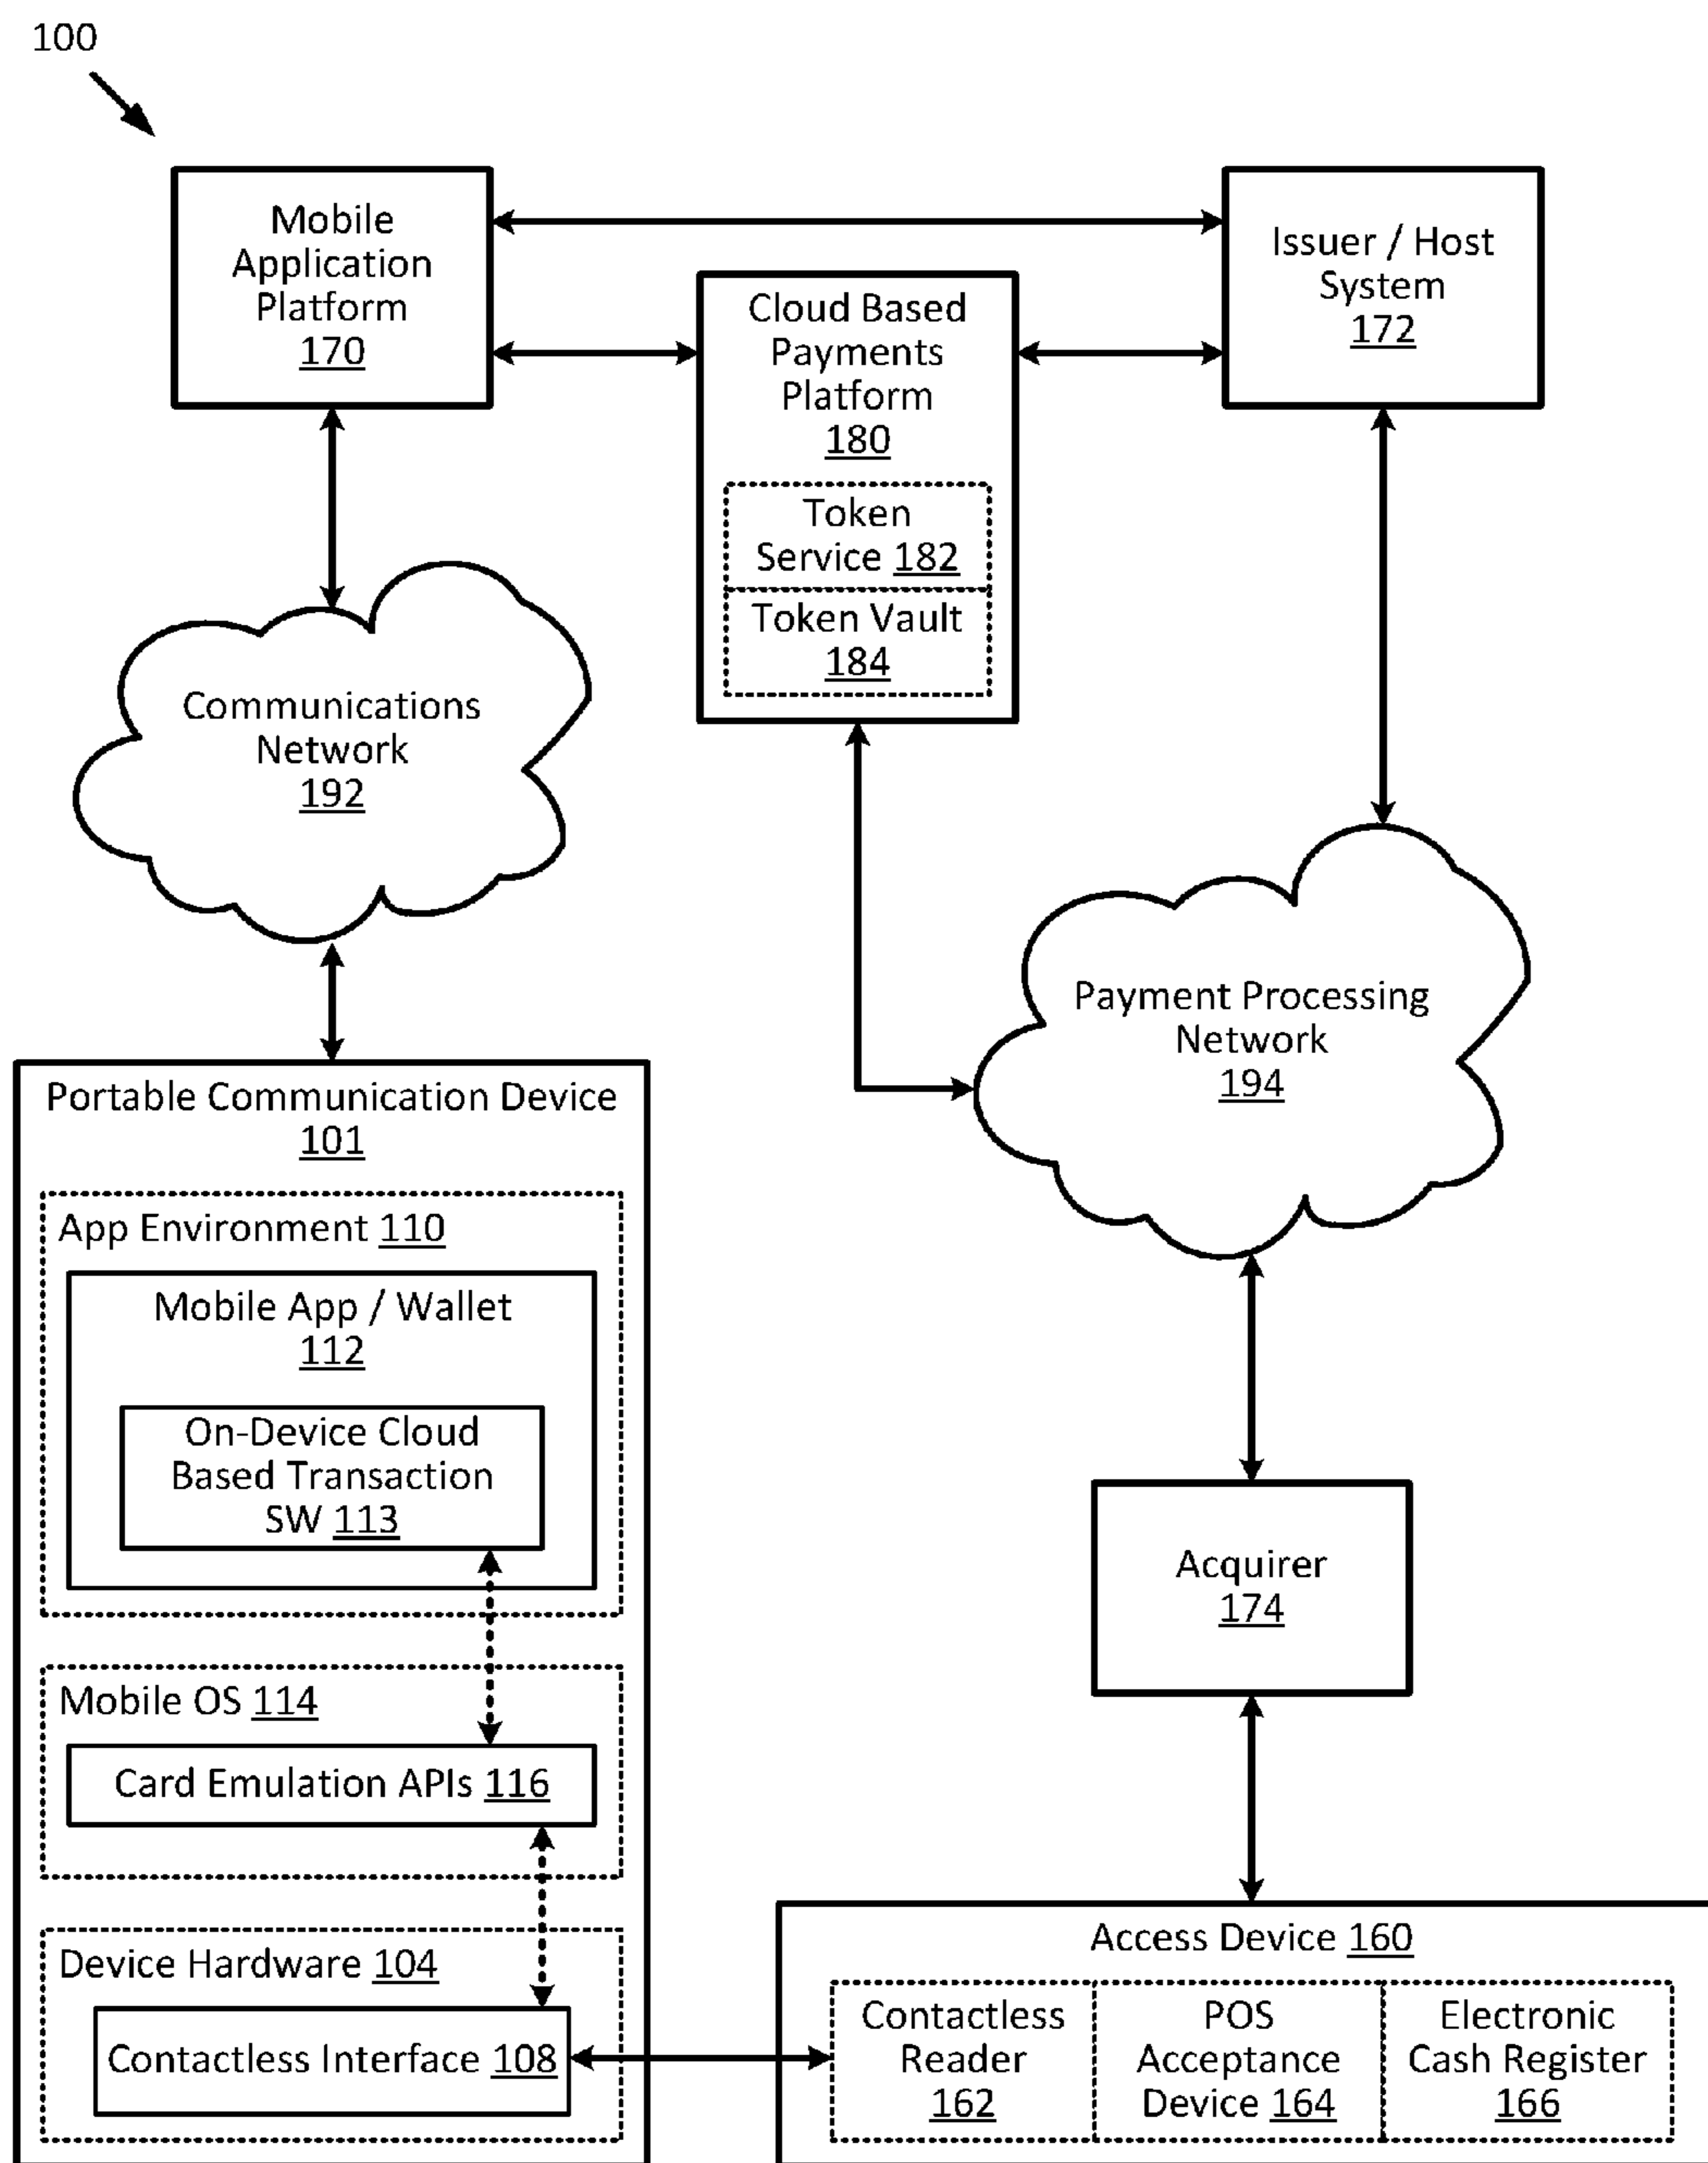 100
Mobile
Application
Platform
170
Issuer / Host
System
172
Cloud Based
Payments
Platform
180
Token
Service 182
Token Vault
184
Communications
Network
192
Payment Processing
Network
194
Portable Communication Device
101
App Environment 110
Mobile App / Wallet
112
On-Device Cloud
Based Transaction
SW 113
Mobile OS 114
Card Emulation APIs 116
Device Hardware 104
Contactless Interface 108
Acquirer
174
Access Device 160
Contactless
Reader
162
POS
Acceptance
Device 164
Electronic
Cash Register
166